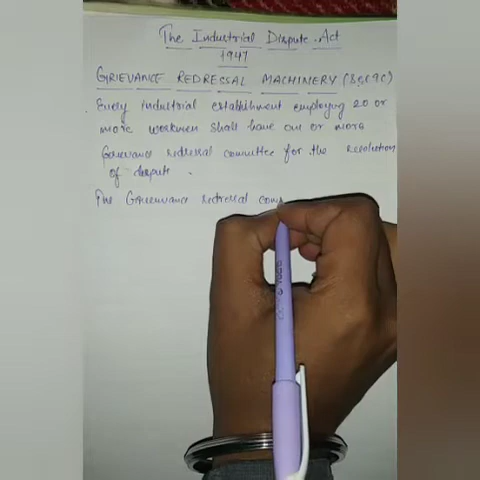 The Industrial Dispute Act
1947
GRIEVANCE REDRESSAL MACHINERY (Sec 9C)
Every industrial establishment employing 20 or
more workmen shall have one or more
Grievance redressal committee for the resolution
of dispute.
The Grievance redressal com